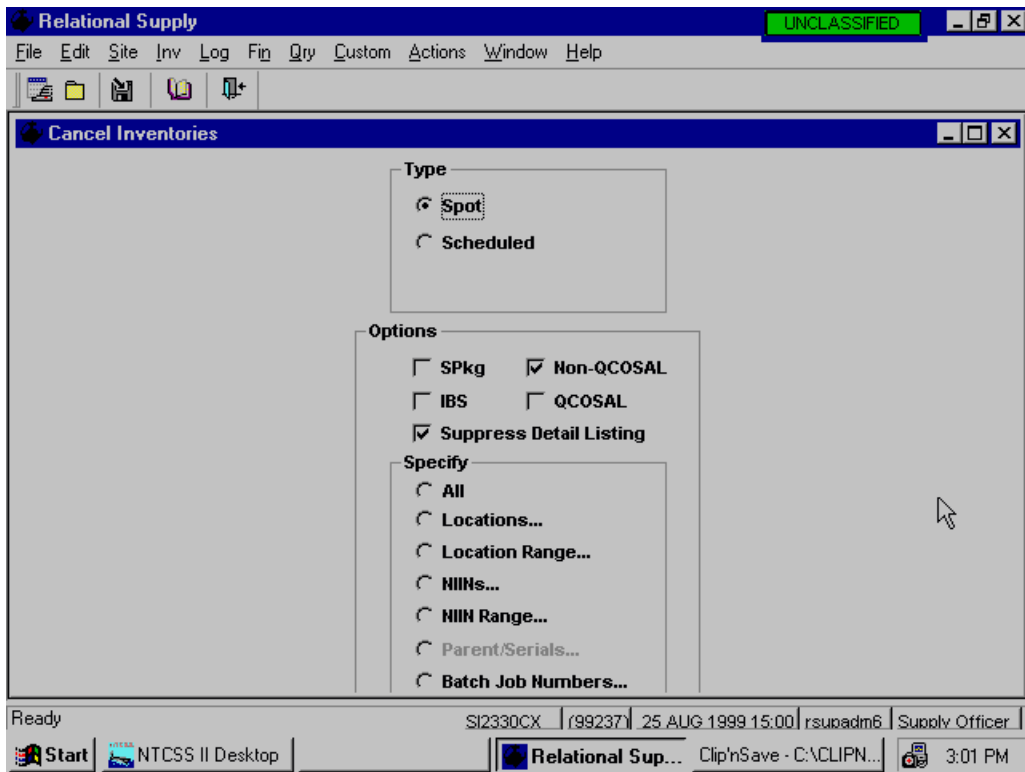 Relational Supply UNCLASSIFIED
File Edit Site Inv Log Fin Qry Custom Actions Window Help
Cancel Inventories
Type
Spot
Scheduled
Options
SPkg Non-QCOSAL
IBS QCOSAL
Suppress Detail Listing
Specify
All
Locations...
Location Range...
NIINs...
NIIN Range...
Parent/Serials...
Batch Job Numbers...
Ready SI2330CX (99237) 25 AUG 1999 15:00 rsupadm6 Supply Officer
Start NTCSS II Desktop Relational Sup... Clip'nSave - C:\CLIPN... 3:01 PM